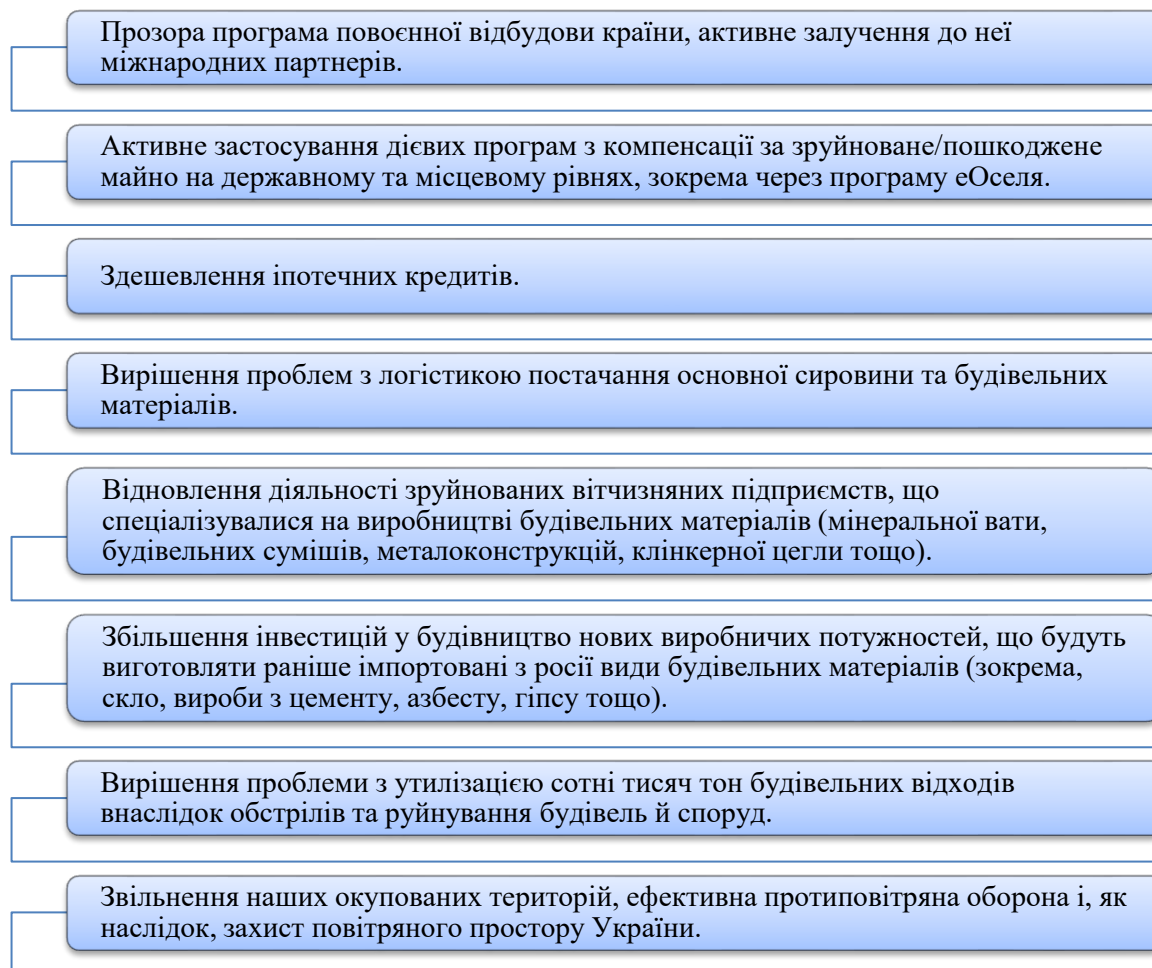 Прозора програма повоєнної відбудови країни, активне залучення до неї
міжнародних партнерів.
Активне застосування дієвих програм з компенсації за зруйноване/пошкоджене
майно на державному та місцевому рівнях, зокрема через програму еОселя.
Здешевлення іпотечних кредитів.
Вирішення проблем з логістикою постачання основної сировини та будівельних
матеріалів.
Відновлення діяльності зруйнованих вітчизняних підприємств, що
спеціалізувалися на виробництві будівельних матеріалів (мінеральної вати,
будівельних сумішів, металоконструкцій, клінкерної цегли тощо).
Збільшення інвестицій у будівництво нових виробничих потужностей, що будуть
виготовляти раніше імпортовані з росії види будівельних матеріалів (зокрема,
скло, вироби з цементу, азбесту, гіпсу тощо).
Вирішення проблеми з утилізацією сотні тисяч тон будівельних відходів
внаслідок обстрілів та руйнування будівель й споруд.
Звільнення наших окупованих територій, ефективна протиповітряна оборона і, як
наслідок, захист повітряного простору України.